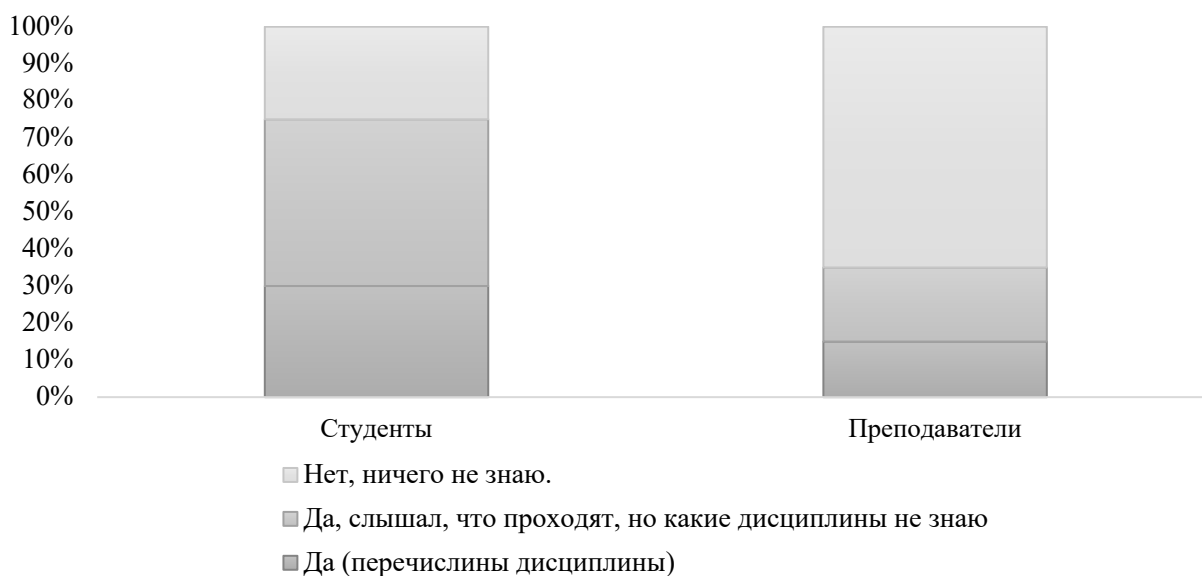 100%
90%
80%
70%
60%
50%
40%
30%
20%
10%
0%
Студенты Преподаватели
Нет, ничего не знаю.
Да, слышал, что проходят, но какие дисциплины не знаю
Да (перечислины дисциплины)